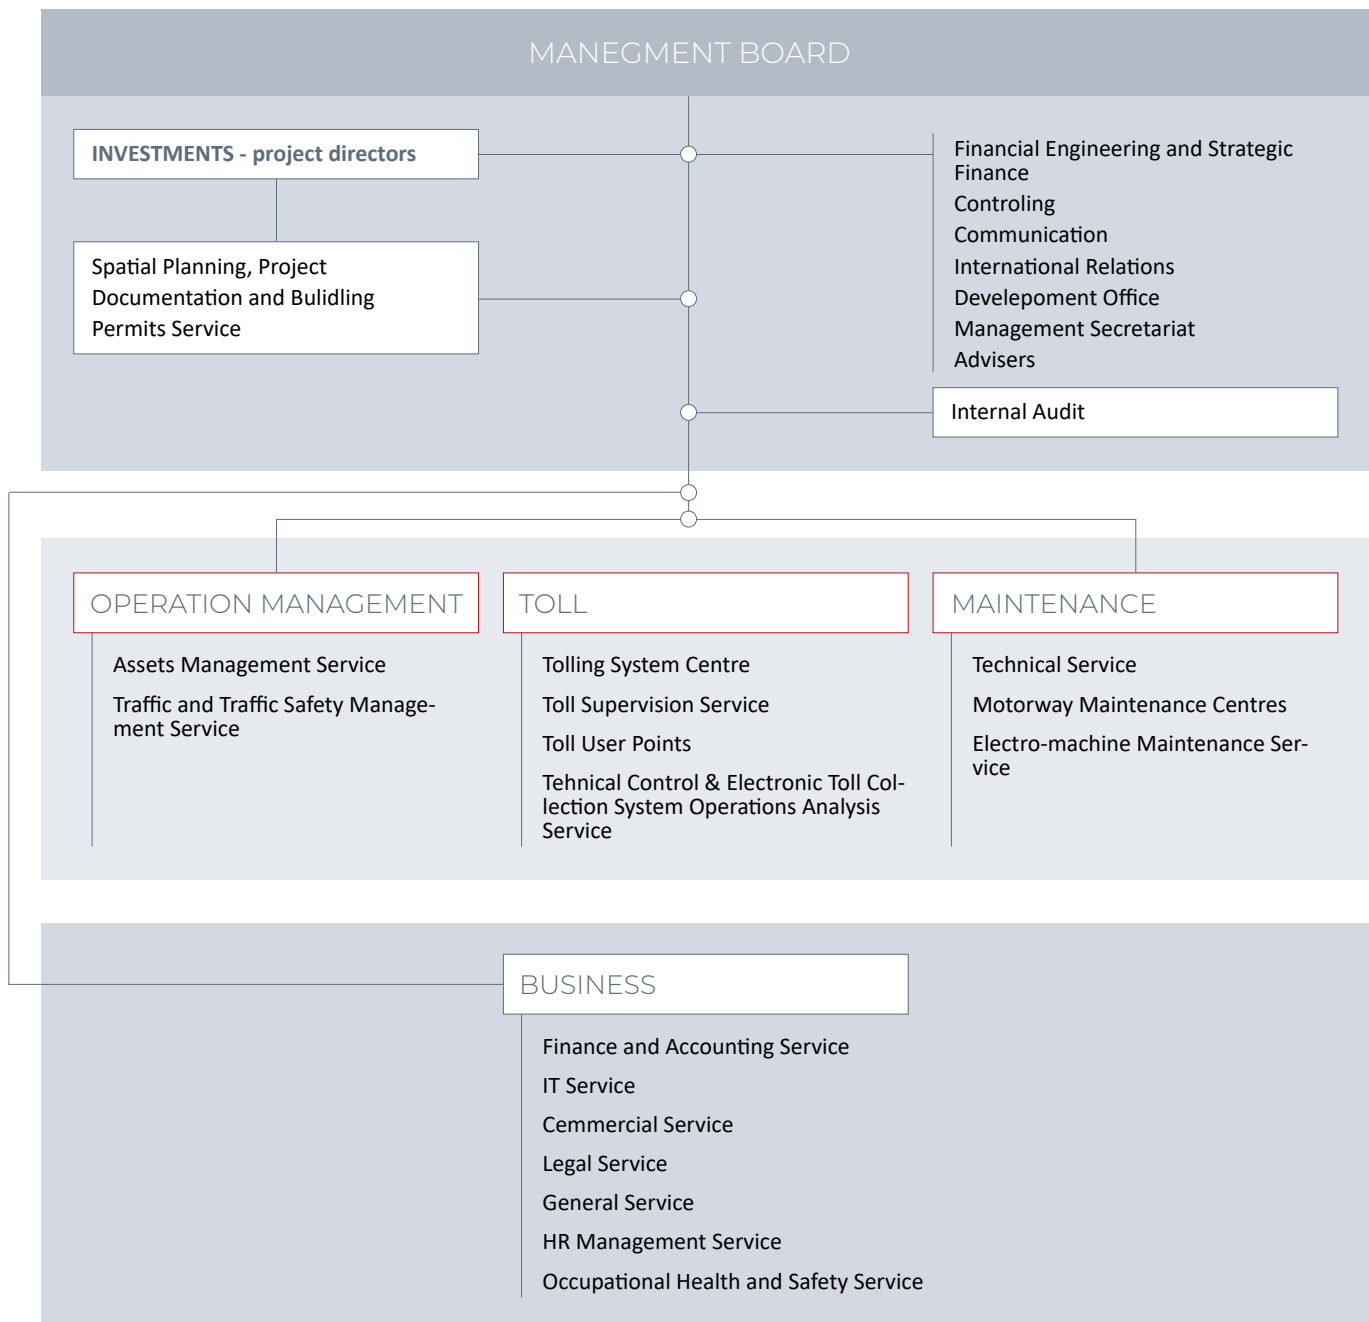 MANEGMENT BOARD
INVESTMENTS - project directors
Spatial Planning, Project
Documentation and Bulidling
Permits Service
Financial Engineering and Strategic
Finance
Controling
Communication
International Relations
Develepoment Office
Management Secretariat
Advisers
Internal Audit
OPERATION MANAGEMENT
Assets Management Service
Traffic and Traffic Safety Manage-
ment Service
TOLL
Tolling System Centre
Toll Supervision Service
Toll User Points
Tehnical Control & Electronic Toll Col-
lection System Operations Analysis
Service
MAINTENANCE
Technical Service
Motorway Maintenance Centres
Electro-machine Maintenance Ser-
vice
BUSINESS
Finance and Accounting Service
IT Service
Cemmercial Service
Legal Service
General Service
HR Management Service
Occupational Health and Safety Service